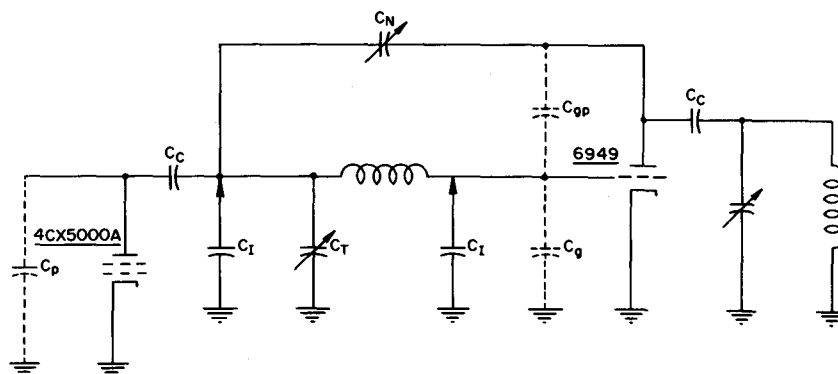 C_N
C_gp
C_C
6949
C_C
4CX5000A
C_p
C_I
C_T
C_I
C_g